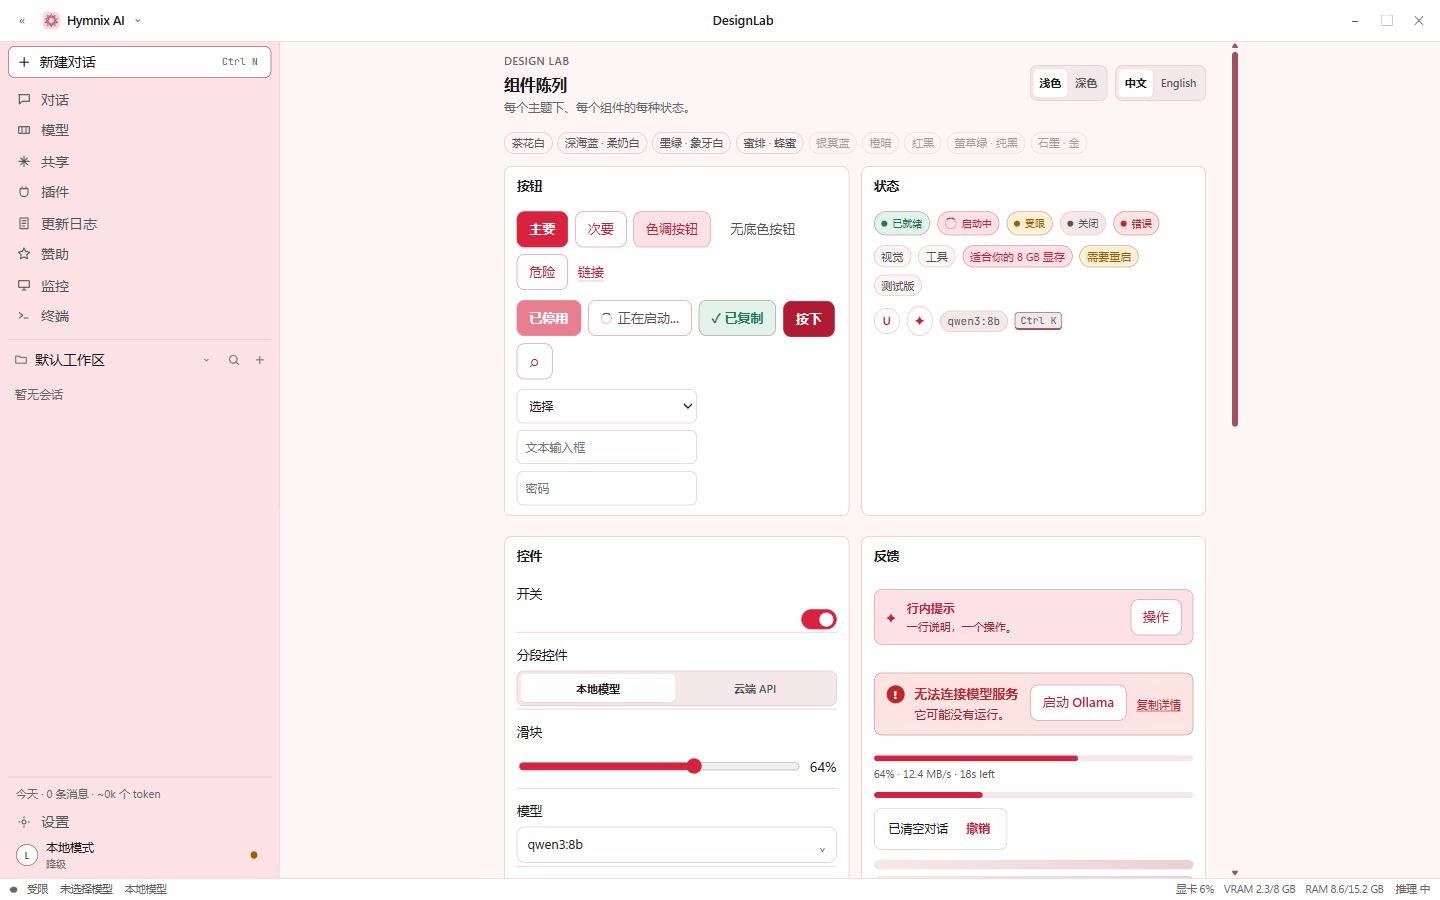 « Hymnix AI
DesignLab
+ 新建对话 Ctrl N
对话
模型
共享
插件
更新日志
赞助
监控
终端
默认工作区
暂无会话
今天 · 0 条消息 · ~0k 个 token
设置
L 本地模式
降级
DESIGN LAB
组件陈列
每个主题下、每个组件的每种状态。
浅色 深色 中文 English
茶花白 深海蓝 · 柔奶白 墨绿 · 象牙白 蜜绯 · 蜂蜜 银箕蓝 橙暗 红黑 萤草绿 · 纯黑 石墨 · 金
按钮
主要 次要 色调按钮 无底色按钮
危险 链接
已停用 正在启动... ✓ 已复制 按下
选择
文本输入框
密码
状态
已就绪 启动中 受限 关闭 错误
视觉 工具 适合你的 8 GB 显存 需要重启
测试版
U qwen3:8b Ctrl K
控件
开关
分段控件
本地模型 云端 API
滑块
64%
模型
qwen3:8b
反馈
行内提示
一行说明，一个操作。
操作
无法连接模型服务
它可能没有运行。
启动 Ollama 复制详情
64% · 12.4 MB/s · 18s left
已清空对话 撤销
受限 未选择模型 本地模型
显卡 6% VRAM 2.3/8 GB RAM 8.6/15.2 GB 推理 中